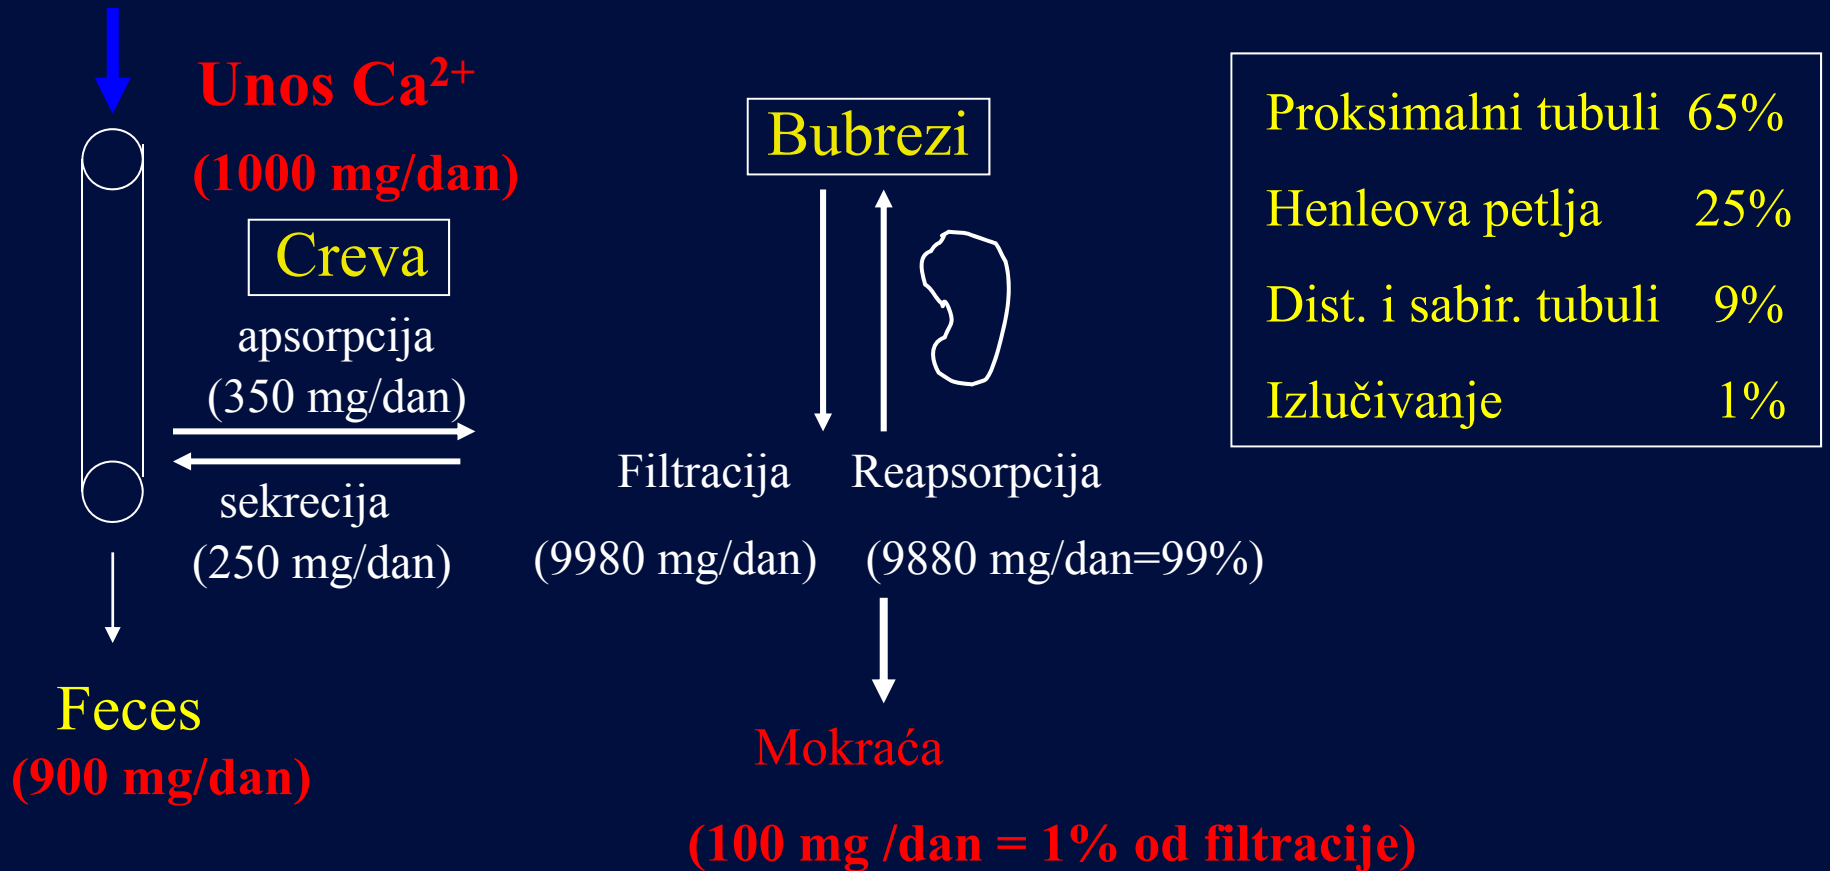 Unos Ca²⁺
(1000 mg/dan)
Creva
apsorpcija
(350 mg/dan)
sekrecija
(250 mg/dan)
Feces
(900 mg/dan)
Bubrezi
Filtracija Reapsorpcija
(9980 mg/dan) (9880 mg/dan=99%)
Mokraća
(100 mg /dan = 1% od filtracije)
Proksimalni tubuli 65%
Henleova petlja 25%
Dist. i sabir. tubuli 9%
Izlučivanje 1%